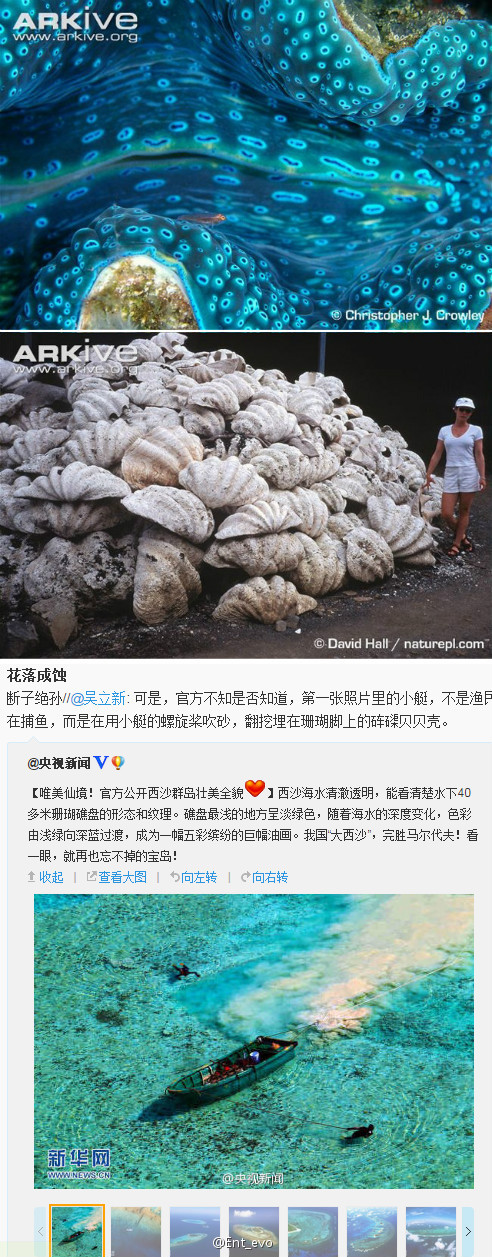 ARKive
www.arkive.org
© Christopher J. Crowley
ARKive
www.arkive.org
© David Hall / naturepl.com
花落成蚀
断子绝孙//@吴立新: 可是，官方不知是否知道，第一张照片里的小艇，不是渔民
在捕鱼，而是在用小艇的螺旋桨吹砂，翻挖埋在珊瑚脚上的砗磲贝贝壳。
@央视新闻
【唯美仙境！官方公开西沙群岛壮美全貌】西沙海水清澈透明，能看清楚水下40
多米珊瑚礁盘的形态和纹理。礁盘最浅的地方呈淡绿色，随着海水的深度变化，色彩
由浅绿向深蓝过渡，成为一幅五彩缤纷的巨幅油画。我国“大西沙”，完胜马尔代夫！看
一眼，就再也忘不掉的宝岛！
收起 | 查看大图 | 向左转 | 向右转
新华网
WWW.NEWS.CN
@央视新闻
@Ent_evo